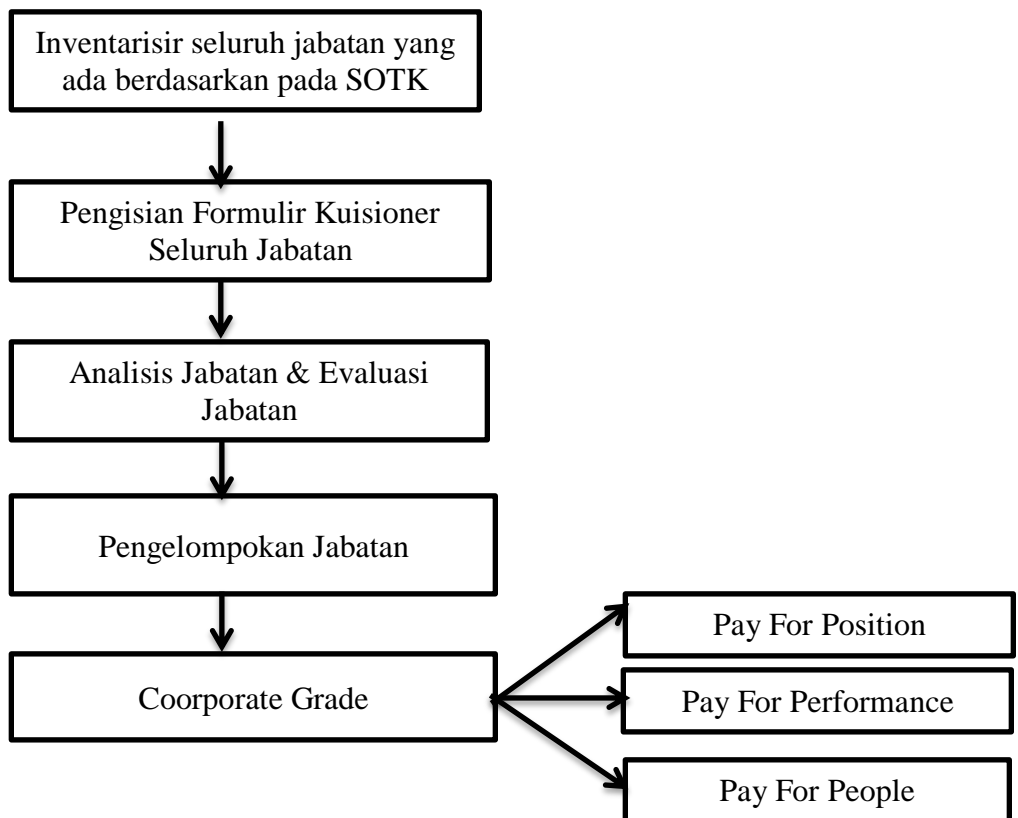 Inventarisir seluruh jabatan yang
ada berdasarkan pada SOTK
Pengisian Formulir Kuisioner
Seluruh Jabatan
Analisis Jabatan & Evaluasi
Jabatan
Pengelompokan Jabatan
Coorporate Grade
Pay For Position
Pay For Performance
Pay For People